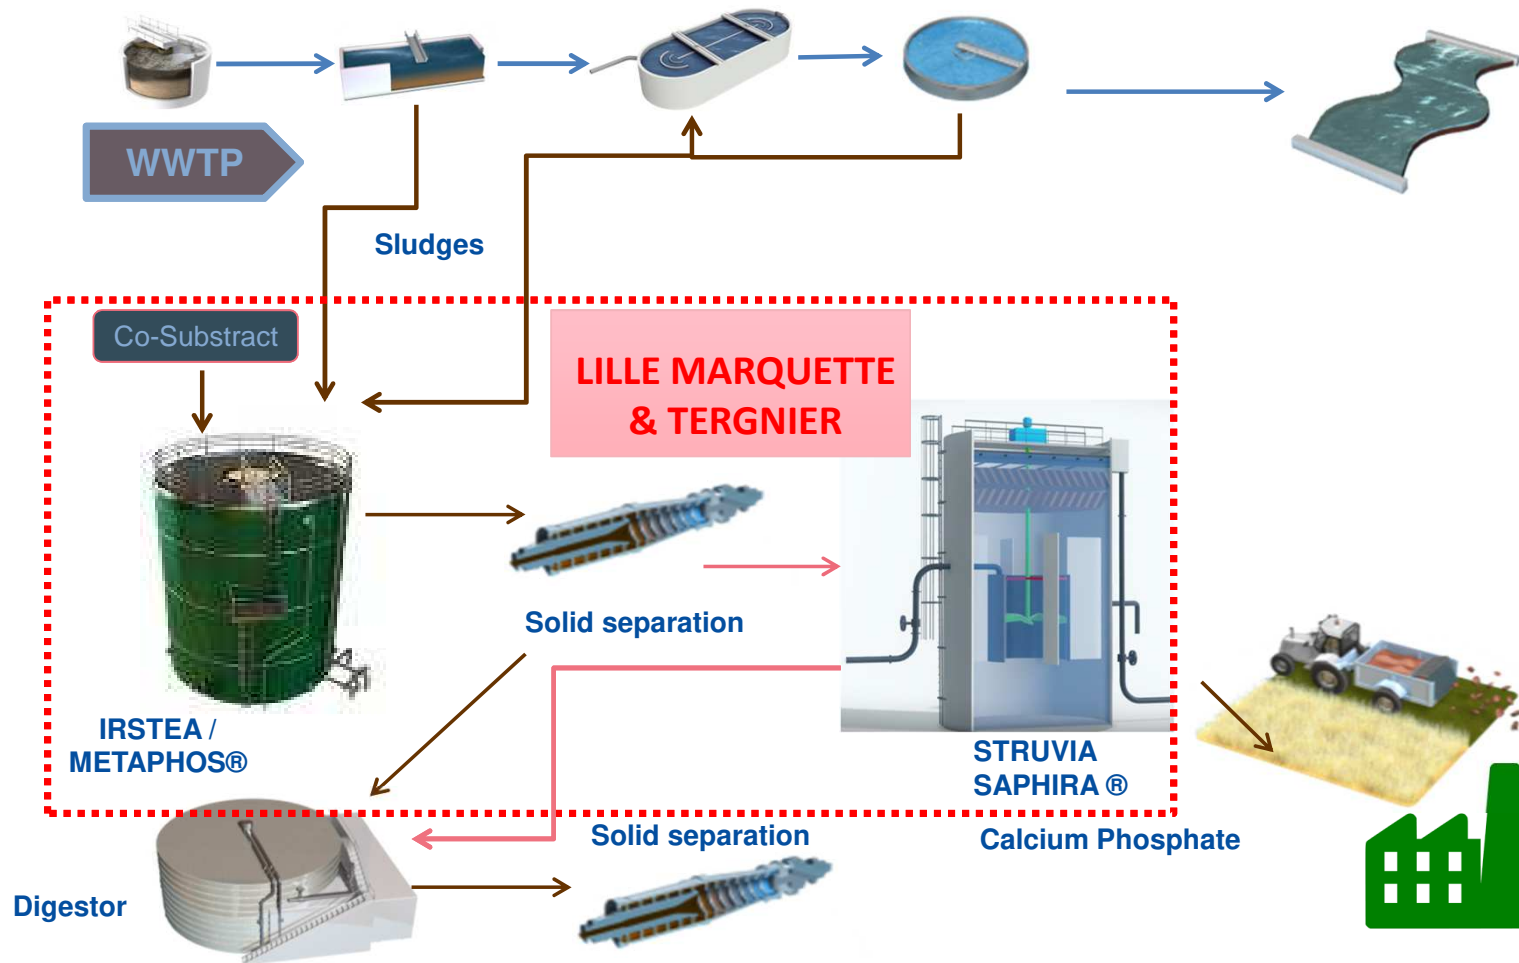 WWTP
Sludges
Co-Substract
LILLE MARQUETTE
& TERGNIER
Solid separation
IRSTEA /
METAPHOS®
STRUVIA
SAPHIRA ®
Solid separation
Calcium Phosphate
Digestor